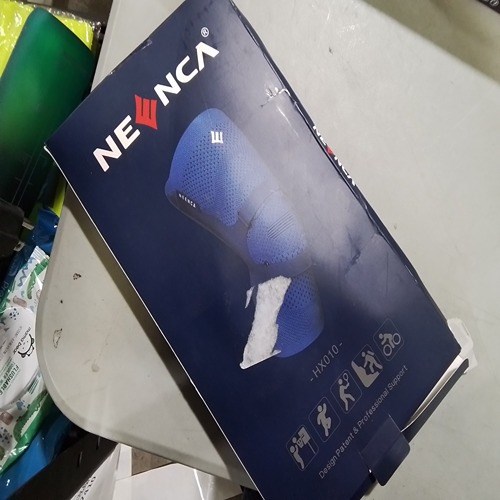 NEENCA®
NEENCA
NEENCA
- HX010 -
Design Patent & Professional Support